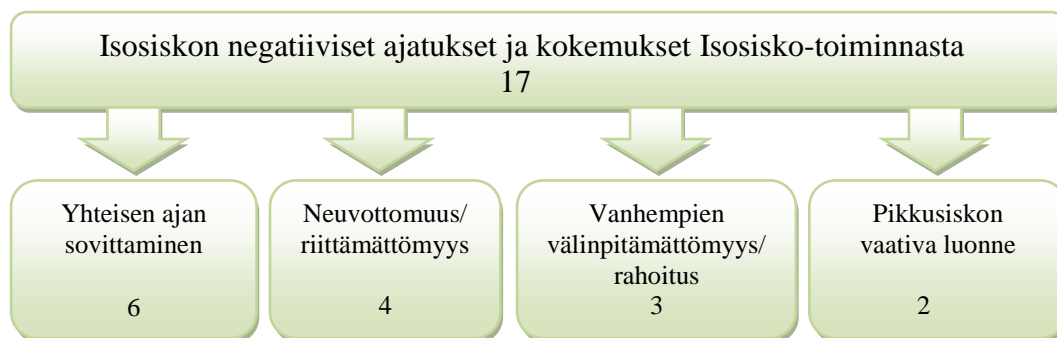 Isosiskon negatiiviset ajatukset ja kokemukset Isosisko-toiminnasta
17
Yhteisen ajan
sovittaminen
6
Neuvottomuus/
riittämättömyys
4
Vanhempien
välinpitämättömyys/
rahoitus
3
Pikkusiskon
vaativa luonne
2